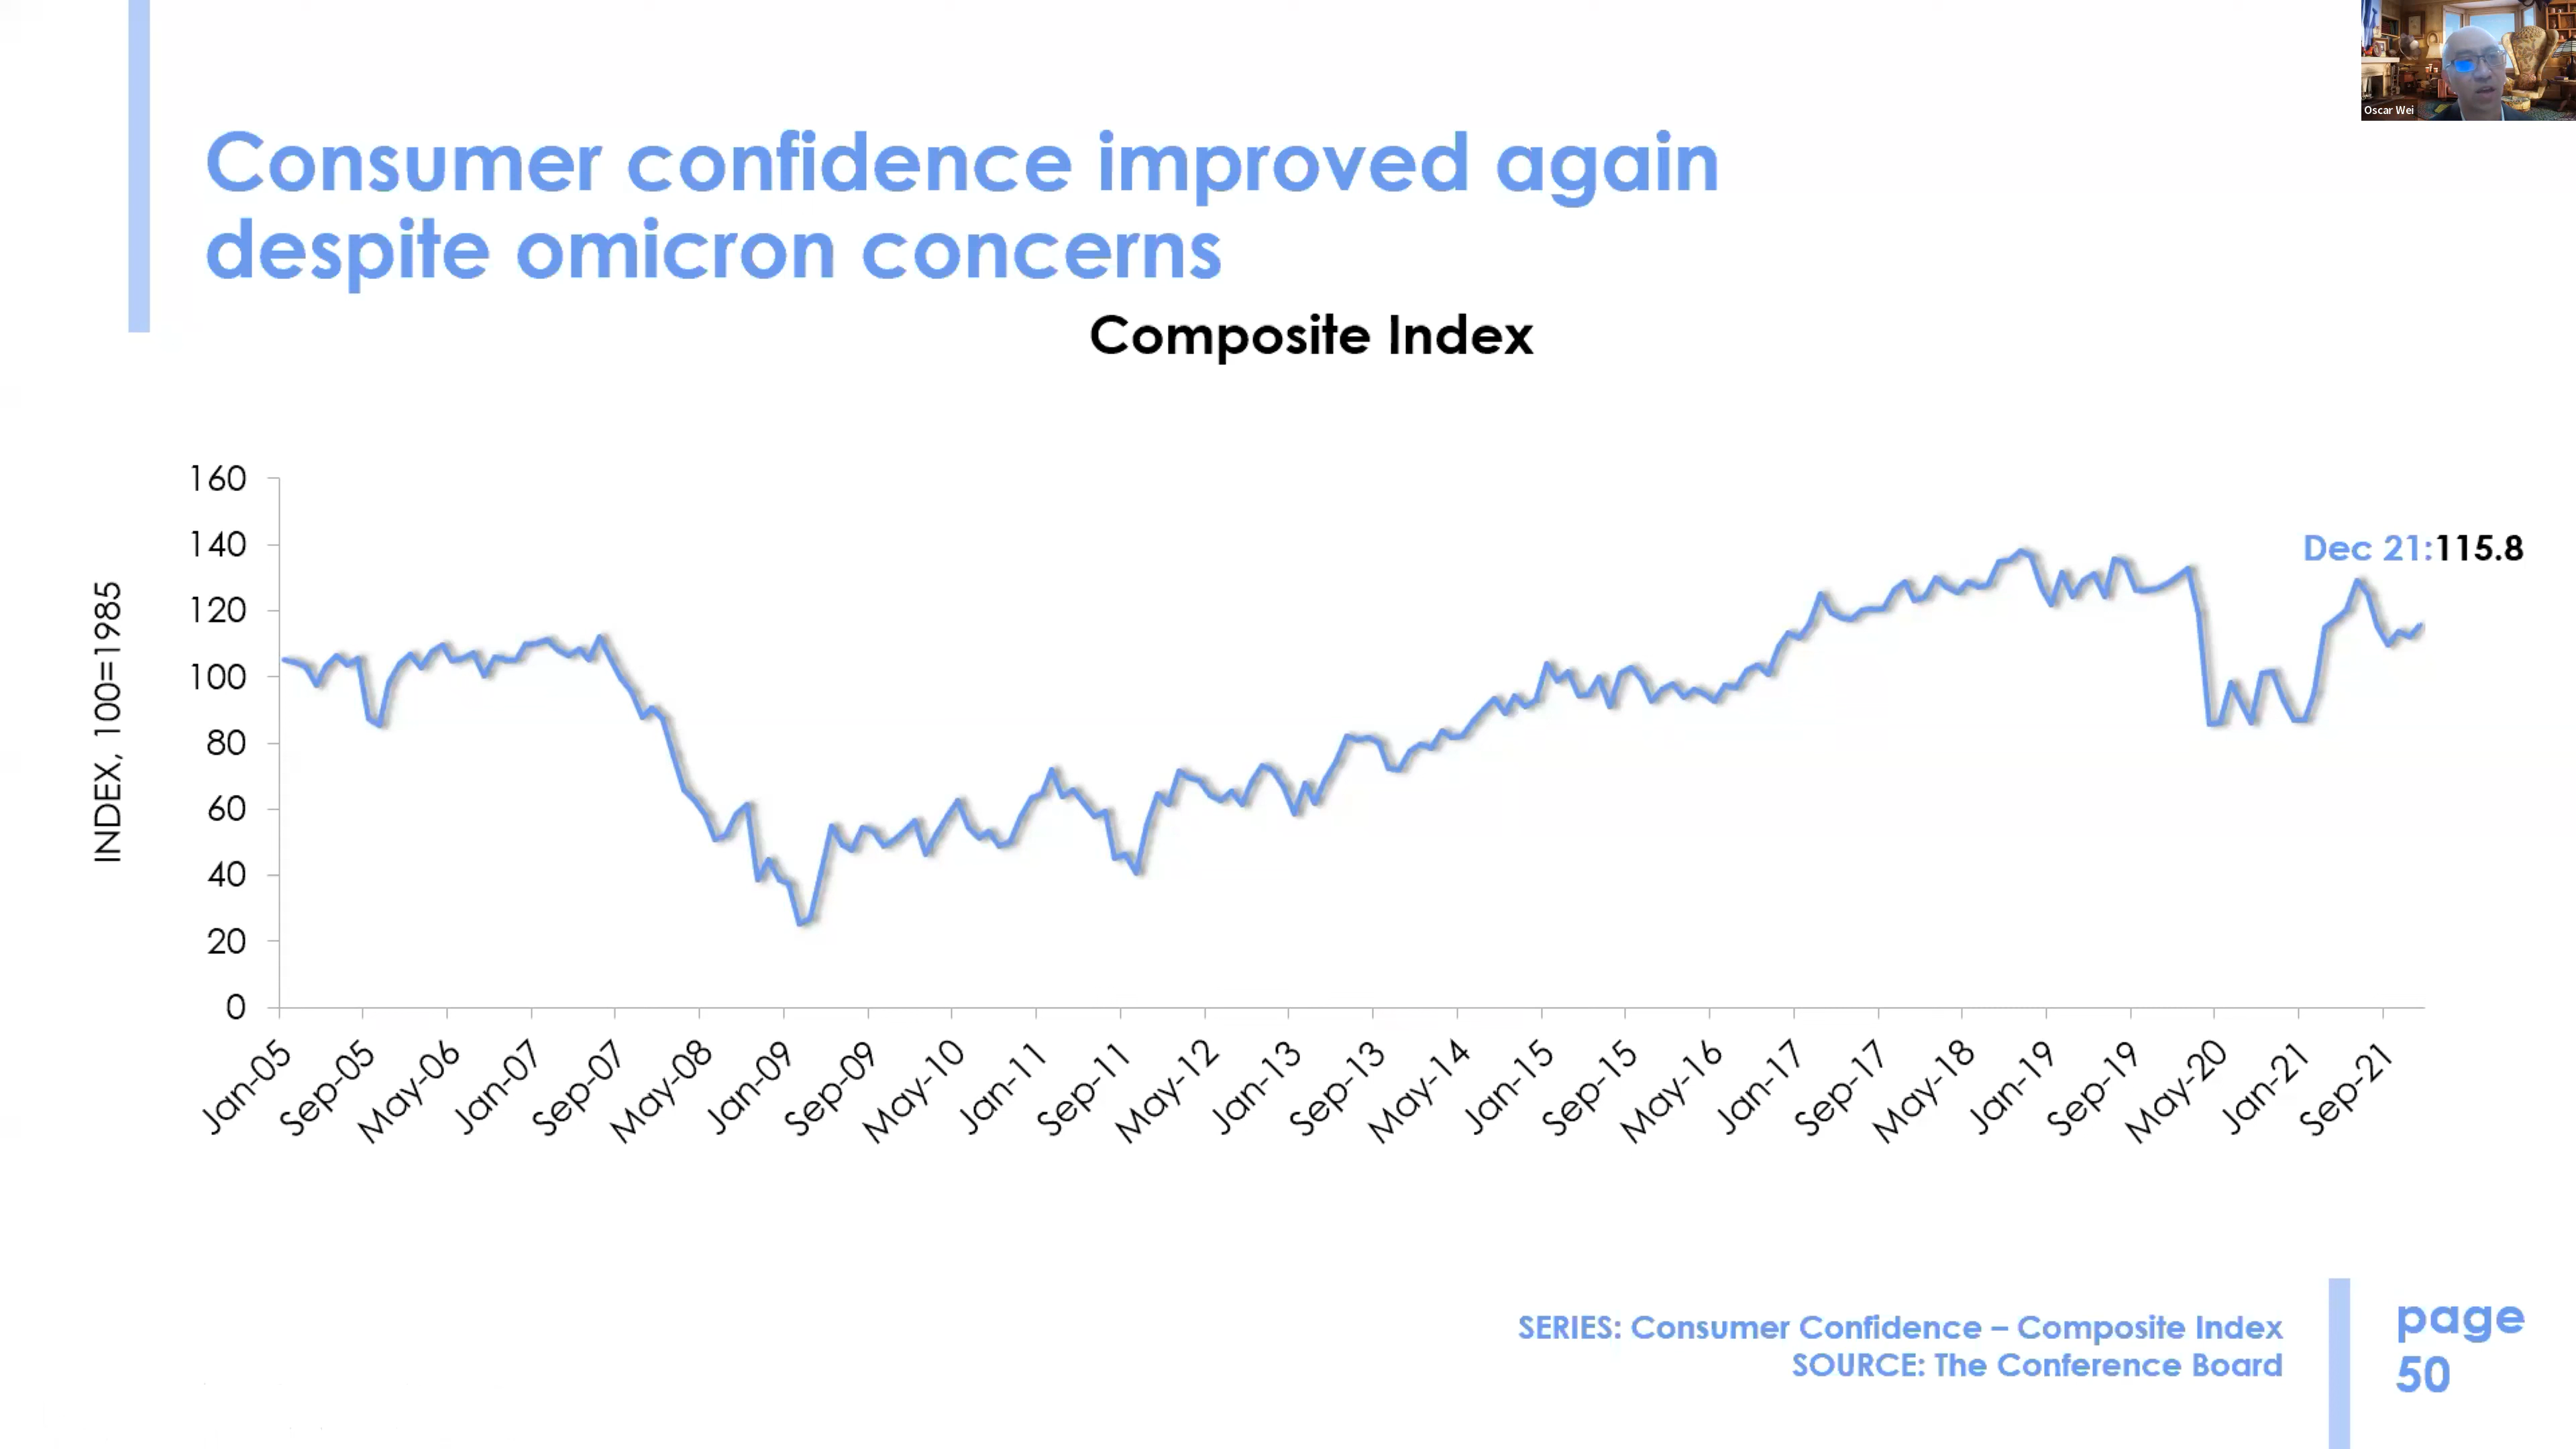 Oscar Wei
Consumer confidence improved again
despite omicron concerns
Composite Index
INDEX, 100=1985
160
140
120
100
80
60
40
20
0
Dec 21:115.8
Jan-05
Sep-05
May-06
Jan-07
Sep-07
May-08
Jan-09
Sep-09
May-10
Jan-11
Sep-11
May-12
Jan-13
Sep-13
May-14
Jan-15
Sep-15
May-16
Jan-17
Sep-17
May-18
Jan-19
Sep-19
May-20
Jan-21
Sep-21
SERIES: Consumer Confidence – Composite Index
SOURCE: The Conference Board
page
50